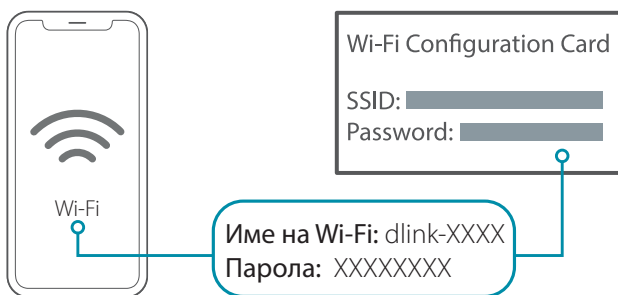 Wi-Fi Configuration Card
SSID:
Password:
Wi-Fi
Име на Wi-Fi: dlink-XXXX
Парола: XXXXXXXX